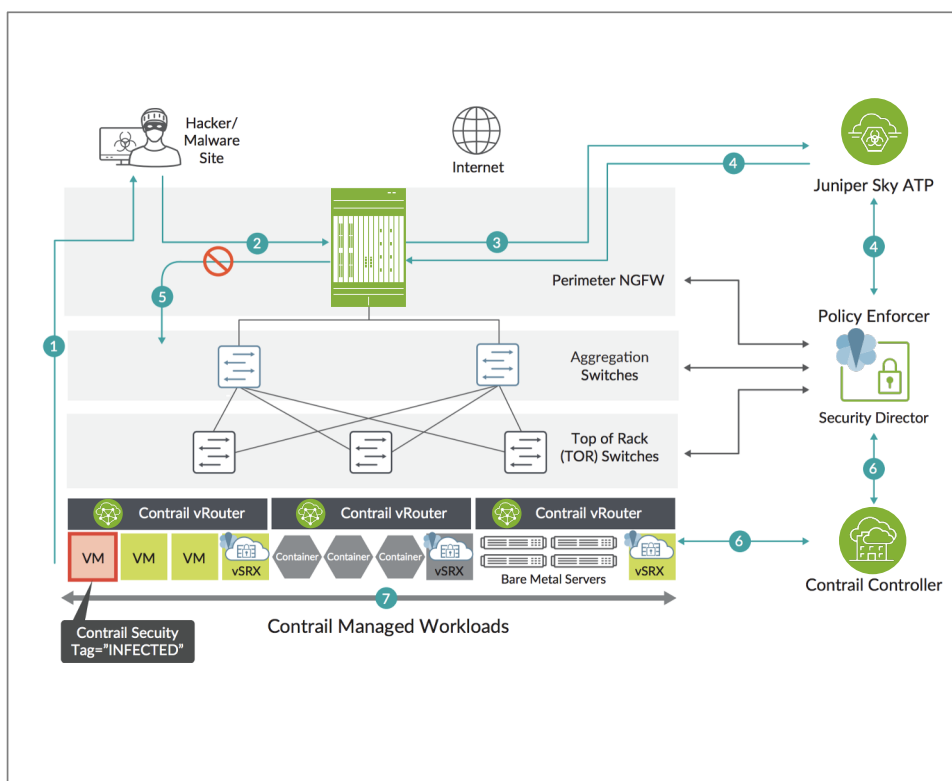 Hacker/
Malware
Site
Internet
Juniper Sky ATP
2
3
4
4
5
Perimeter NGFW
1
Policy Enforcer
Aggregation
Switches
Security Director
Top of Rack
(TOR) Switches
6
Contrail vRouter
Contrail vRouter
Contrail vRouter
VM
VM
VM
vSRX
Container
Container
Container
vSRX
Bare Metal Servers
vSRX
6
Contrail Controller
7
Contrail Managed Workloads
Contrail Secuity
Tag="INFECTED"